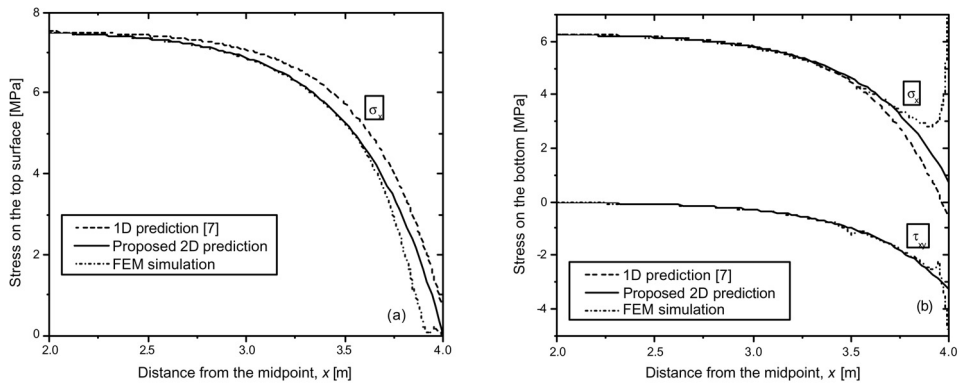 Stress on the top surface [MPa]
8
6
4
2
0
2.0 2.5 3.0 3.5 4.0
Distance from the midpoint, x [m]
σx
1D prediction [7]
Proposed 2D prediction
FEM simulation
(a)
Stress on the bottom [MPa]
6
4
2
0
-2
-4
2.0 2.5 3.0 3.5 4.0
Distance from the midpoint, x [m]
σx
τxy
1D prediction [7]
Proposed 2D prediction
FEM simulation
(b)